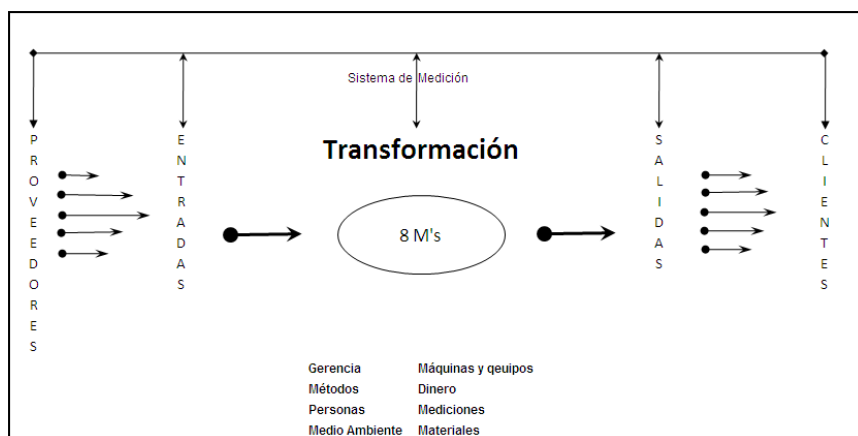 Sistema de Medición
PROVEEDORES
ENTRADAS
Transformación
8 M's
SALIDAS
CLIENTES
Gerencia Máquinas y qeuipos
Métodos Dinero
Personas Mediciones
Medio Ambiente Materiales